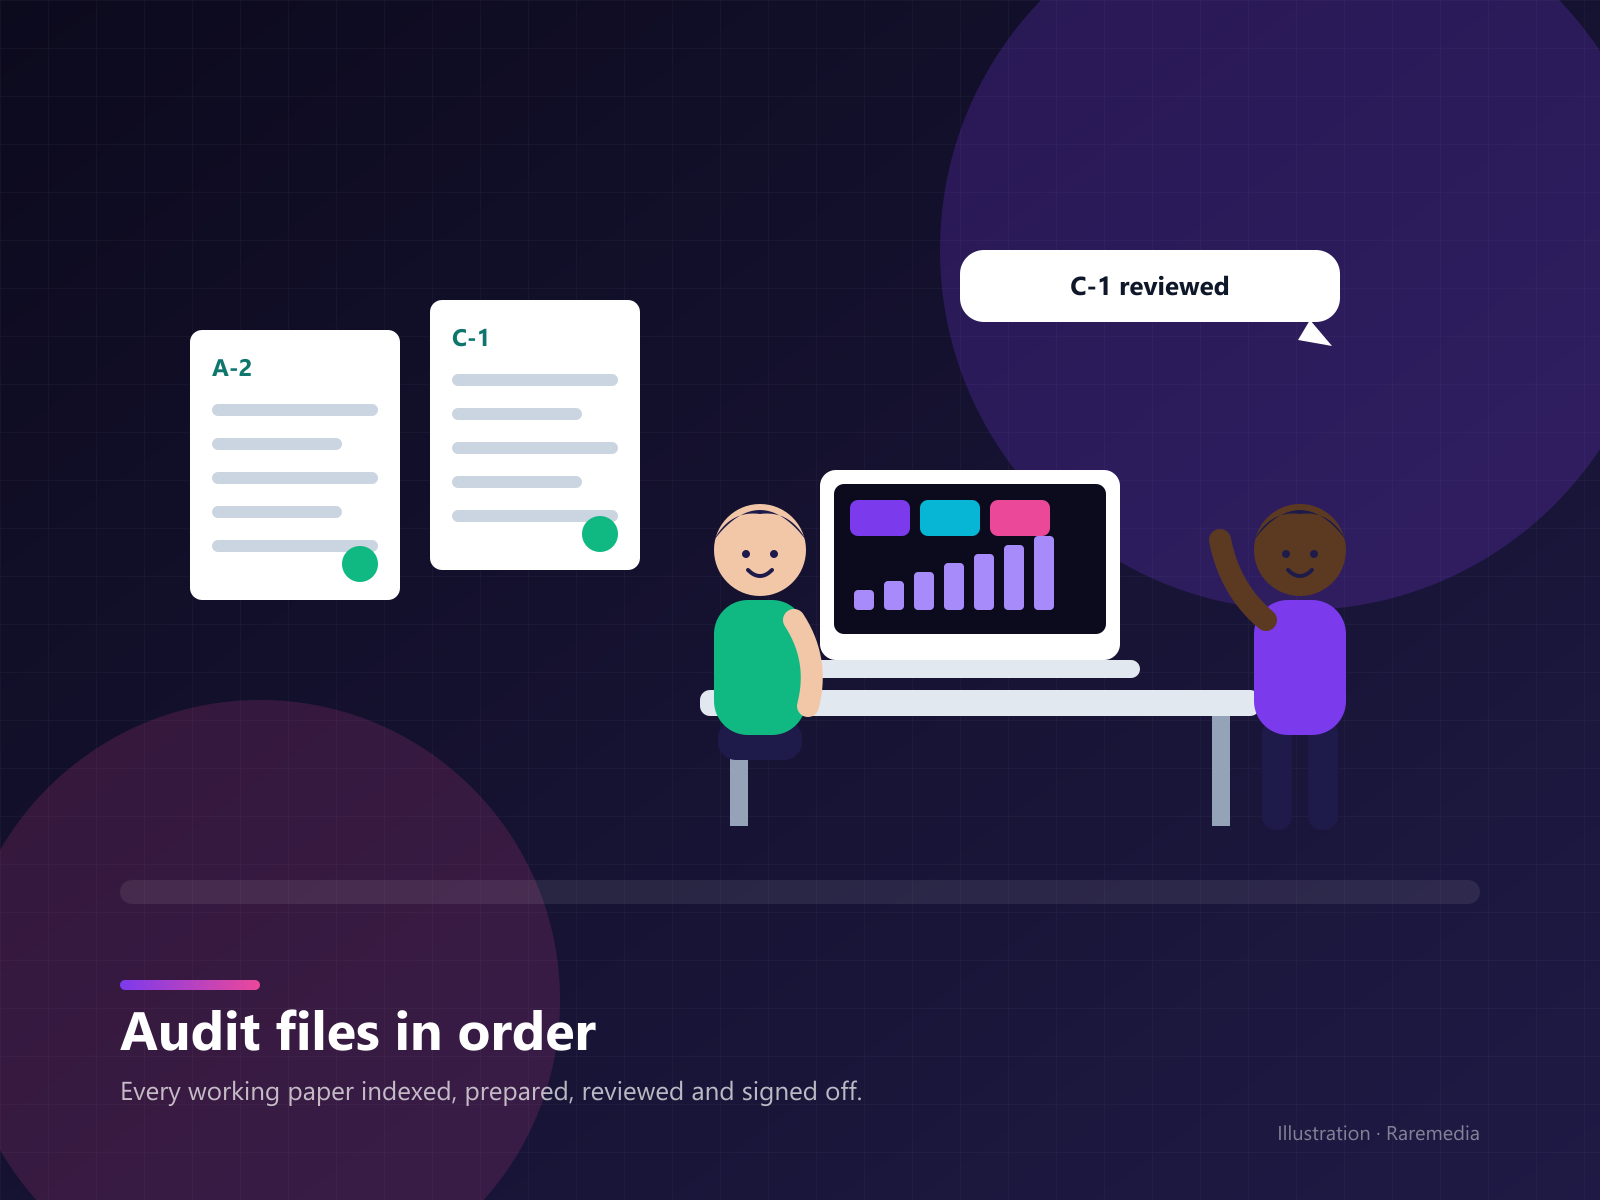 C-1 reviewed
A-2
C-1
Audit files in order
Every working paper indexed, prepared, reviewed and signed off.
Illustration · Raremedia